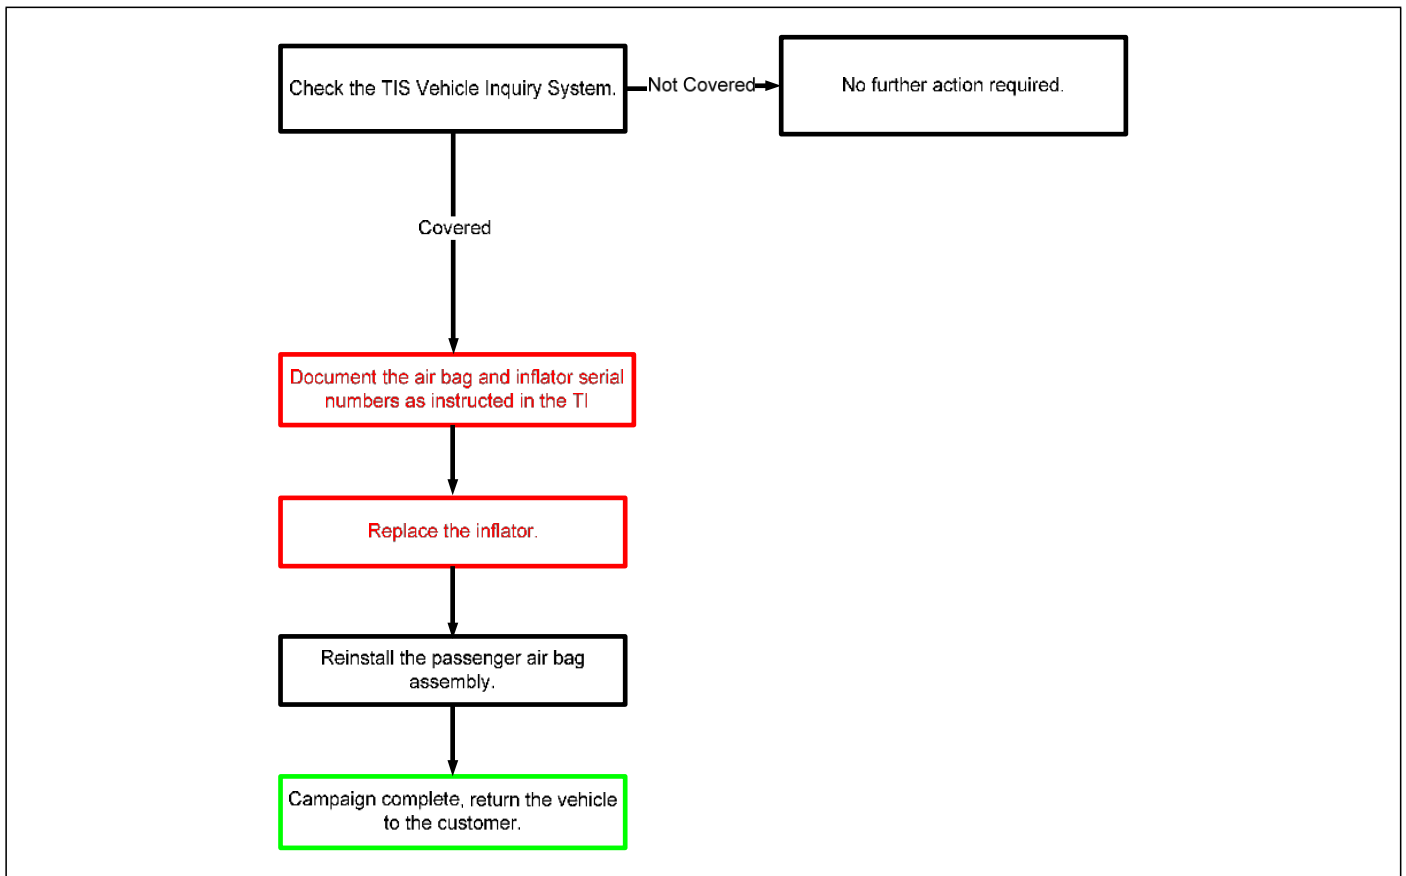 Check the TIS Vehicle Inquiry System.
Not Covered
No further action required.
Covered
Document the air bag and inflator serial
numbers as instructed in the TI
Replace the inflator.
Reinstall the passenger air bag
assembly.
Campaign complete, return the vehicle
to the customer.